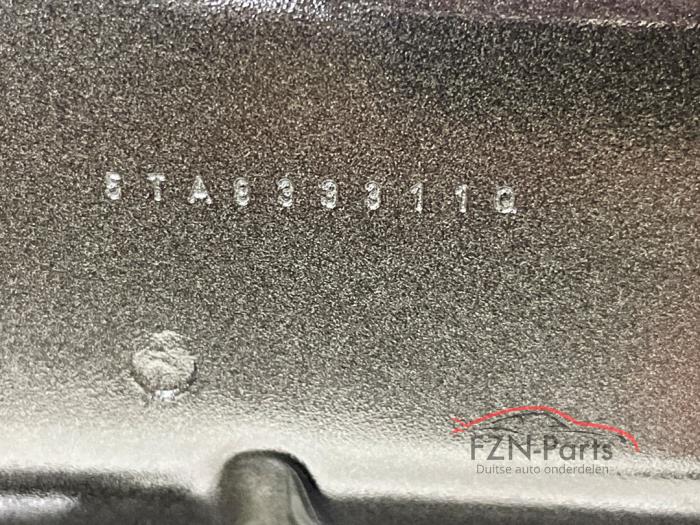 5TA833311Q
FZN-Parts
Duitse auto onderdelen